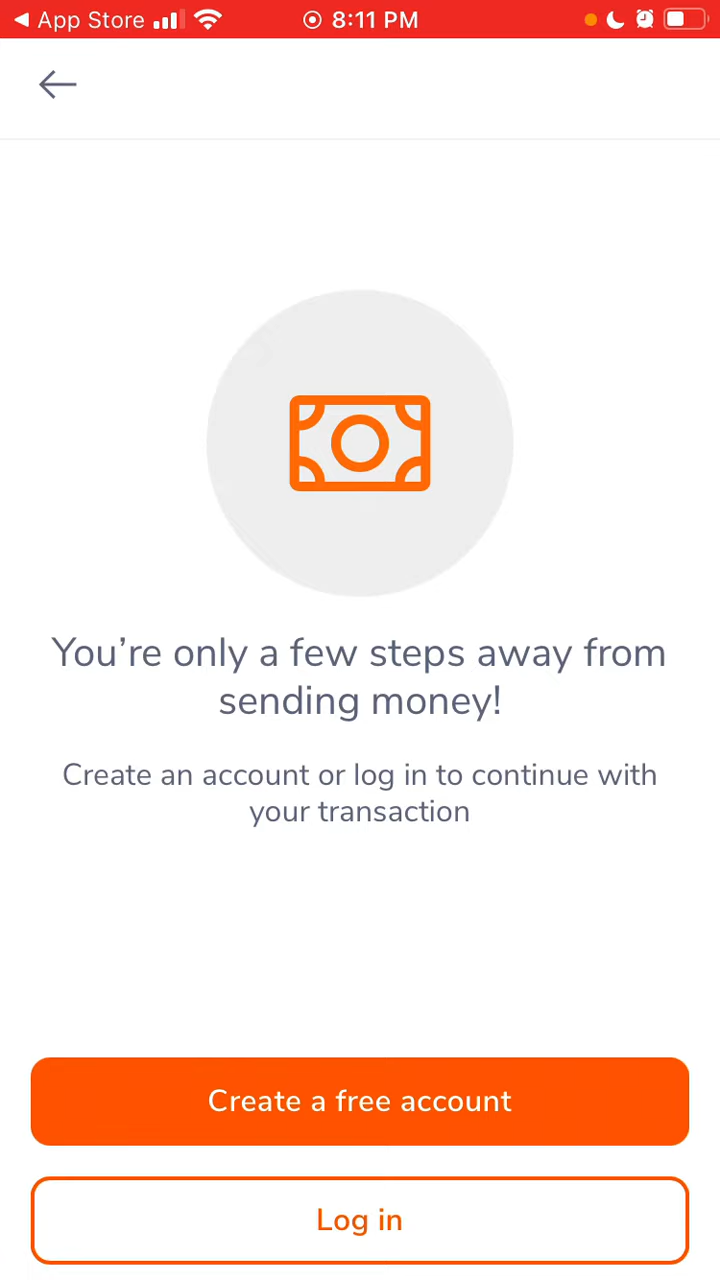 App Store 8:11 PM
You’re only a few steps away from
sending money!
Create an account or log in to continue with
your transaction
Create a free account
Log in